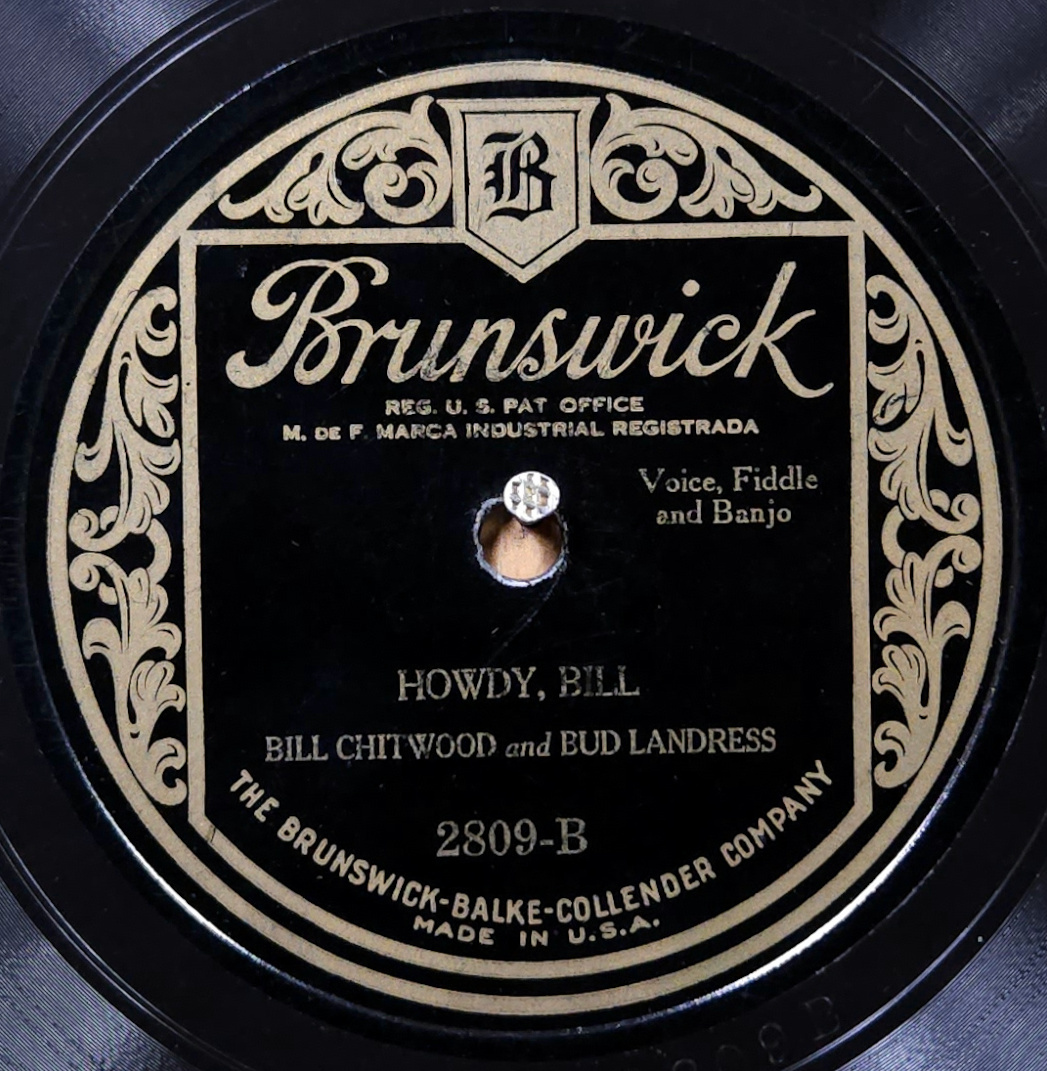 B
Brunswick
REG. U. S. PAT OFFICE
M. DE F. MARCA INDUSTRIAL REGISTRADA
Voice, Fiddle
and Banjo
HOWDY, BILL
BILL CHITWOOD and BUD LANDRESS
2809-B
THE BRUNSWICK-BALKE-COLLENDER COMPANY
MADE IN U.S.A.